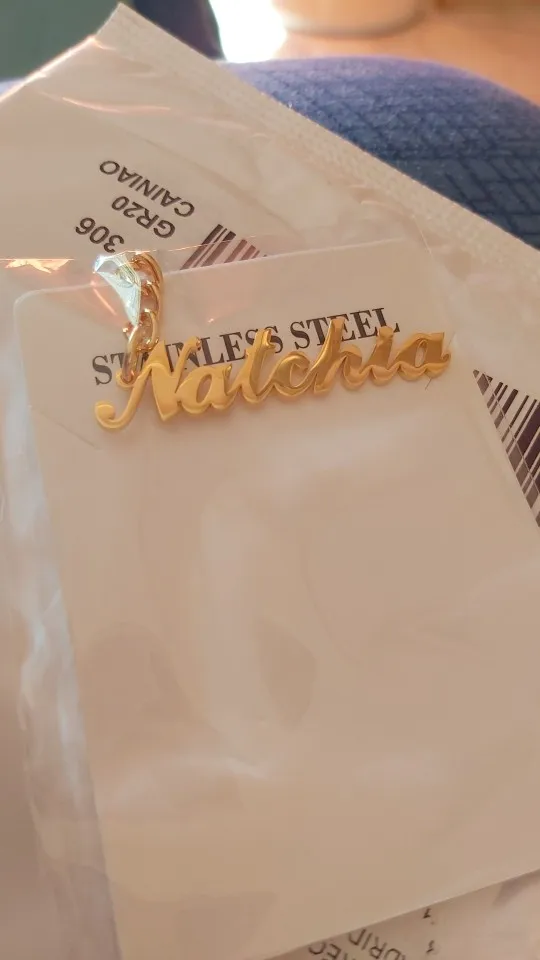 306
GR20
CAINIAO
STAINLESS STEEL
Natchia